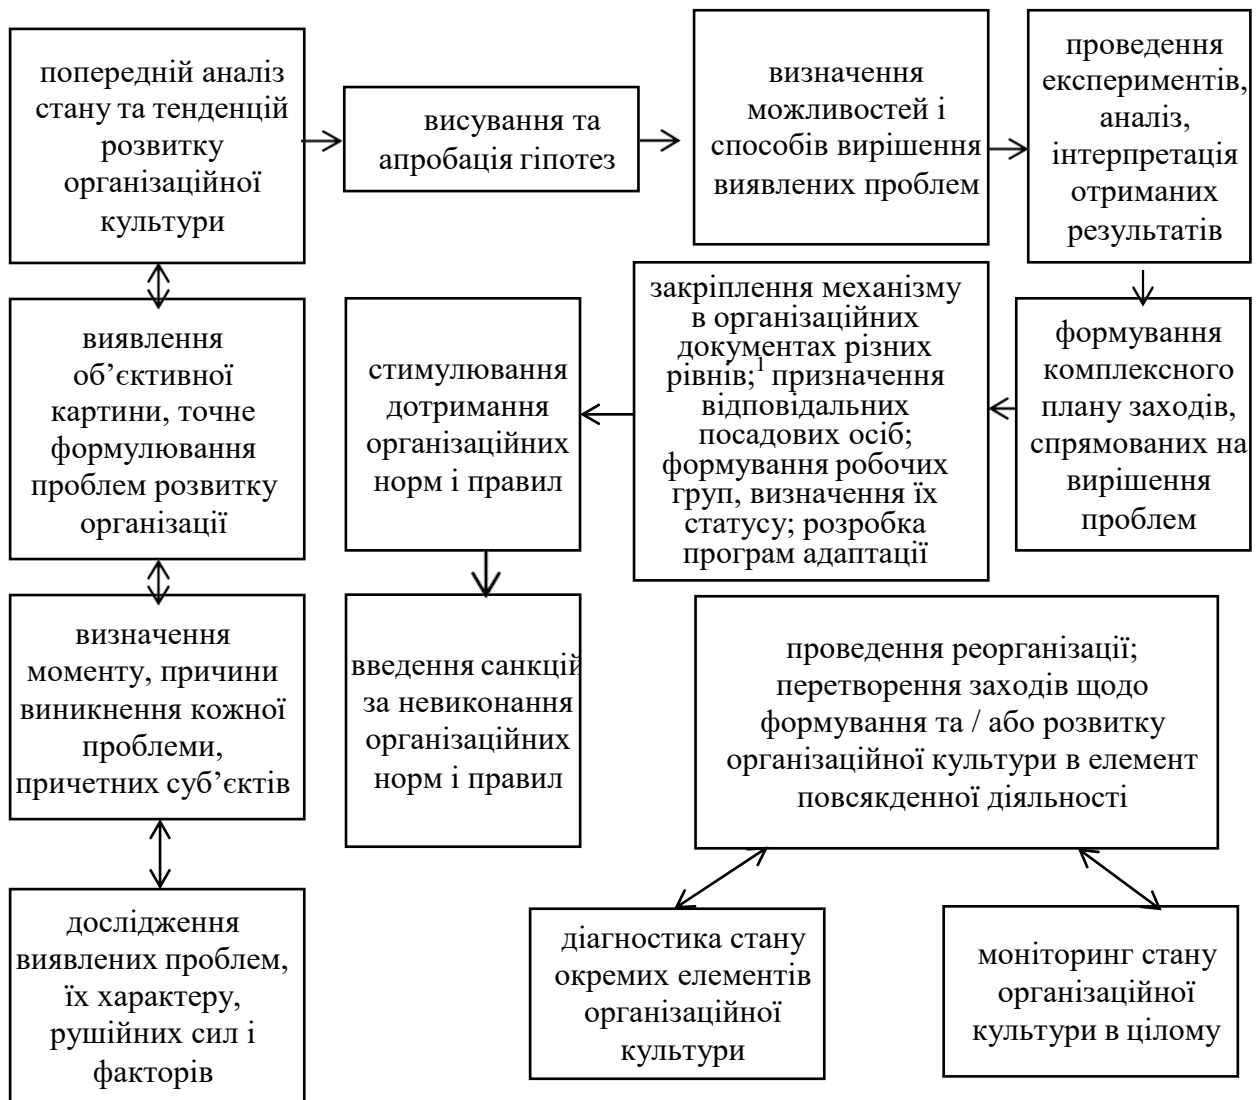 попередній аналіз
стану та тенденцій
розвитку
організаційної
культури
висування та
апробація гіпотез
визначення
можливостей і
способів вирішення
виявлених проблем
проведення
експериментів,
аналіз,
інтерпретація
отриманих
результатів
виявлення
об’єктивної
картини, точне
формулювання
проблем розвитку
організації
стимулювання
дотримання
організаційних
норм і правил
закріплення механізму
в організаційних
документах різних
рівнів;¹ призначення
відповідальних
посадових осіб;
формування робочих
груп, визначення їх
статусу; розробка
програм адаптації
формування
комплексного
плану заходів,
спрямованих на
вирішення
проблем
визначення
моменту, причини
виникнення кожної
проблеми,
причетних суб’єктів
введення санкцій
за невиконання
організаційних
норм і правил
проведення реорганізації;
перетворення заходів щодо
формування та / або розвитку
організаційної культури в елемент
повсякденної діяльності
дослідження
виявлених проблем,
їх характеру,
рушійних сил і
факторів
діагностика стану
окремих елементів
організаційної
культури
моніторинг стану
організаційної
культури в цілому